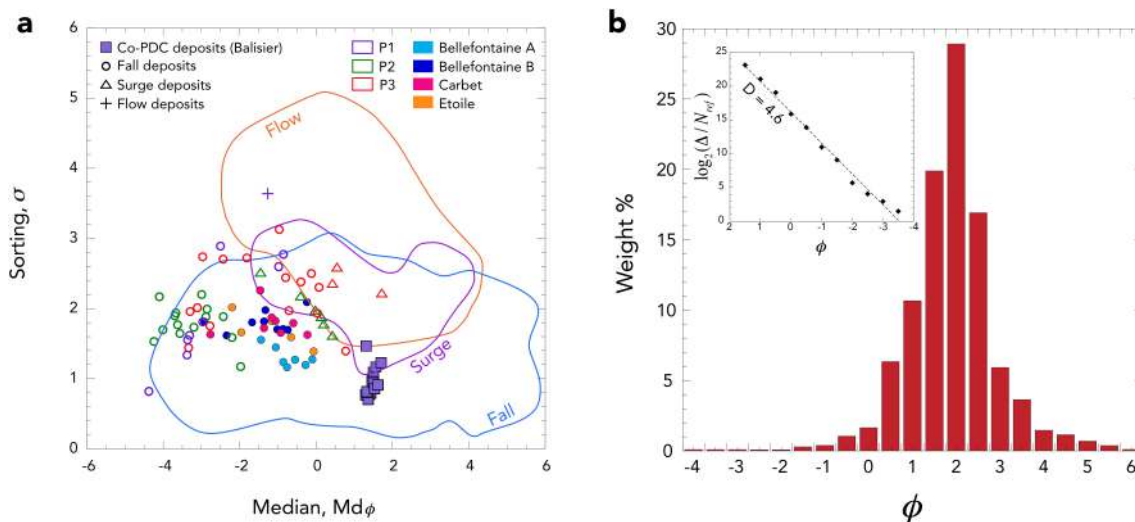 a
6
5
4
3
2
1
0
Sorting, σ
Co-PDC deposits (Balisier)
Fall deposits
Surge deposits
Flow deposits
P1
P2
P3
Bellefontaine A
Bellefontaine B
Carbet
Etoile
Flow
Surge
Fall
-6 -4 -2 0 2 4 6
Median, Mdϕ
b
30
25
20
15
10
5
0
Weight %
25
20
15
10
5
0
log₂(Δ/N_ref)
D = 4.6
2 1 0 -1 -2 -3 -4
ϕ
-4 -3 -2 -1 0 1 2 3 4 5 6
ϕ